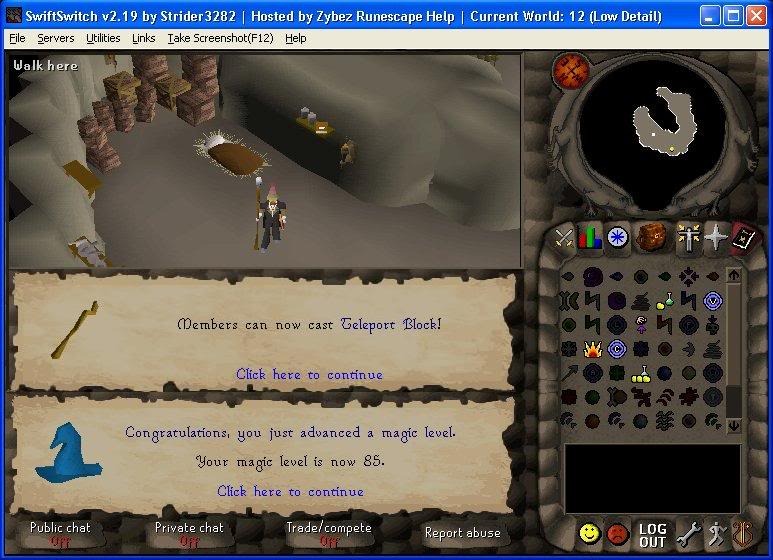 SwiftSwitch v2.19 by Strider3282 | Hosted by Zybez Runescape Help | Current World: 12 (Low Detail)
File Servers Utilities Links Take Screenshot(F12) Help
Walk here
Members can now cast Teleport Block!
Click here to continue
Congratulations, you just advanced a magic level.
Your magic level is now 85.
Click here to continue
Public chat
Off
Private chat
Off
Trade/compete
Off
Report abuse
LOG
OUT